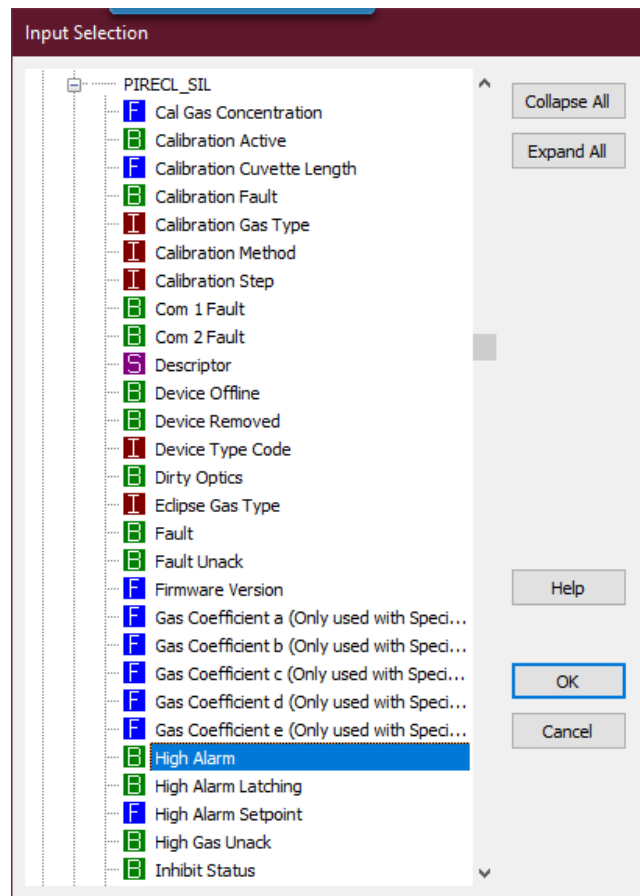 Input Selection
PIRECL_SIL
F Cal Gas Concentration
B Calibration Active
F Calibration Cuvette Length
B Calibration Fault
I Calibration Gas Type
I Calibration Method
I Calibration Step
B Com 1 Fault
B Com 2 Fault
S Descriptor
B Device Offline
B Device Removed
I Device Type Code
B Dirty Optics
I Eclipse Gas Type
B Fault
B Fault Unack
F Firmware Version
F Gas Coefficient a (Only used with Speci...
F Gas Coefficient b (Only used with Speci...
F Gas Coefficient c (Only used with Speci...
F Gas Coefficient d (Only used with Speci...
F Gas Coefficient e (Only used with Speci...
B High Alarm
B High Alarm Latching
F High Alarm Setpoint
B High Gas Unack
B Inhibit Status
Collapse All
Expand All
Help
OK
Cancel